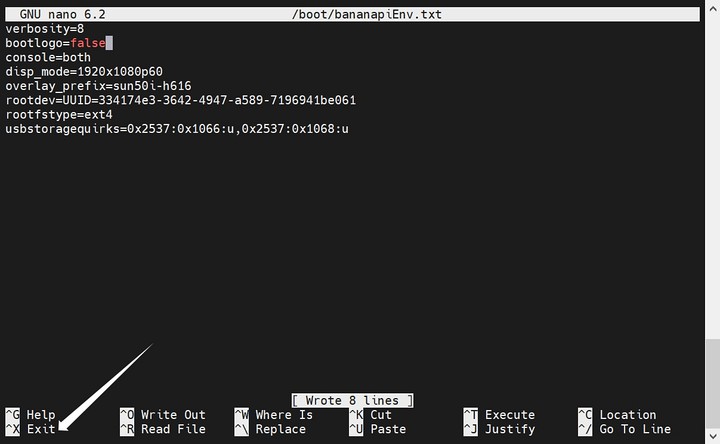 GNU nano 6.2 /boot/bananapiEnv.txt
verbosity=8
bootlogo=false
console=both
disp_mode=1920x1080p60
overlay_prefix=sun50i-h616
rootdev=UUID=334174e3-3642-4947-a589-7196941be061
rootfstype=ext4
usbstoragequirks=0x2537:0x1066:u,0x2537:0x1068:u
[ Wrote 8 lines ]
^G Help ^O Write Out ^W Where Is ^K Cut ^T Execute ^C Location
^X Exit ^R Read File ^\ Replace ^U Paste ^J Justify ^/ Go To Line